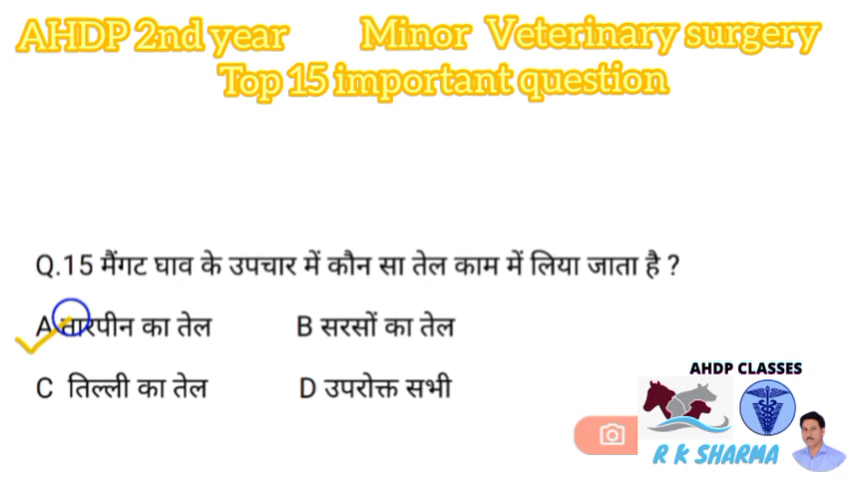 AHDP 2nd year Minor Veterinary surgery
Top 15 important question
Q.15 मैंगट घाव के उपचार में कौन सा तेल काम में लिया जाता है ?
A तारपीन का तेल B सरसों का तेल
C तिल्ली का तेल D उपरोक्त सभी
AHDP CLASSES
R K SHARMA